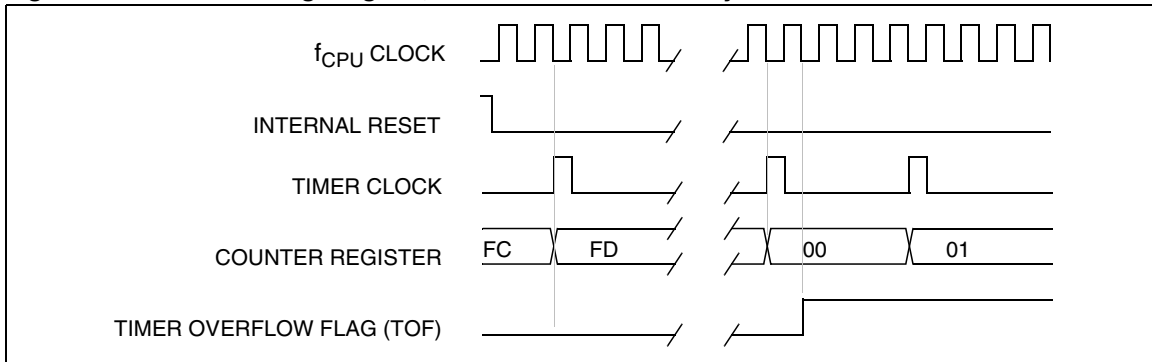 fCPU CLOCK
INTERNAL RESET
TIMER CLOCK
COUNTER REGISTER FC FD 00 01
TIMER OVERFLOW FLAG (TOF)